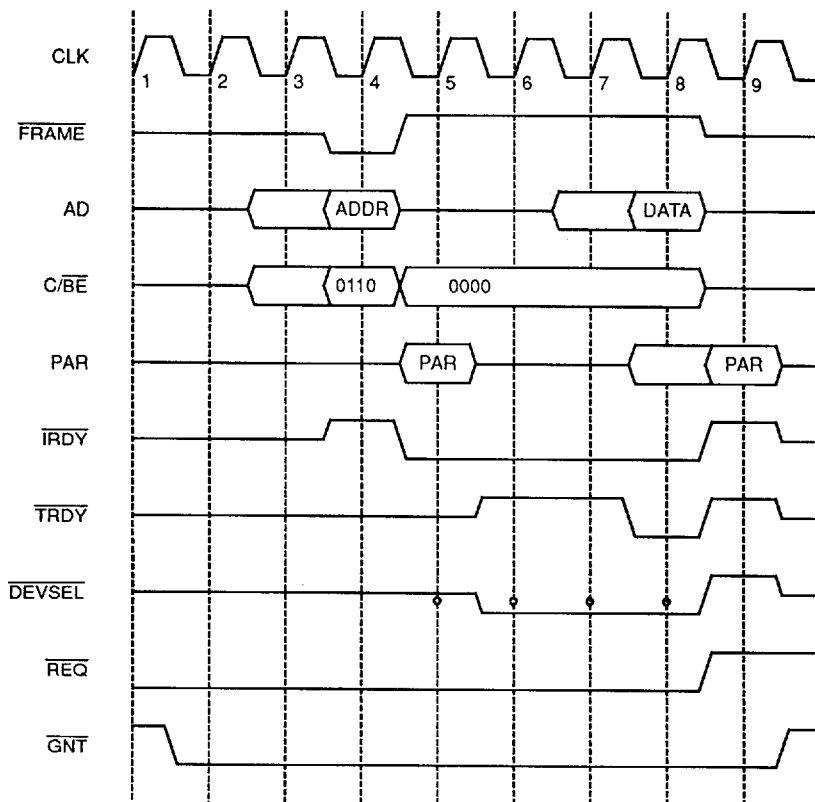 CLK
1 2 3 4 5 6 7 8 9
FRAME
AD ADDR DATA
C/BE 0110 0000
PAR PAR PAR
IRDY
TRDY
DEVSEL
REQ
GNT